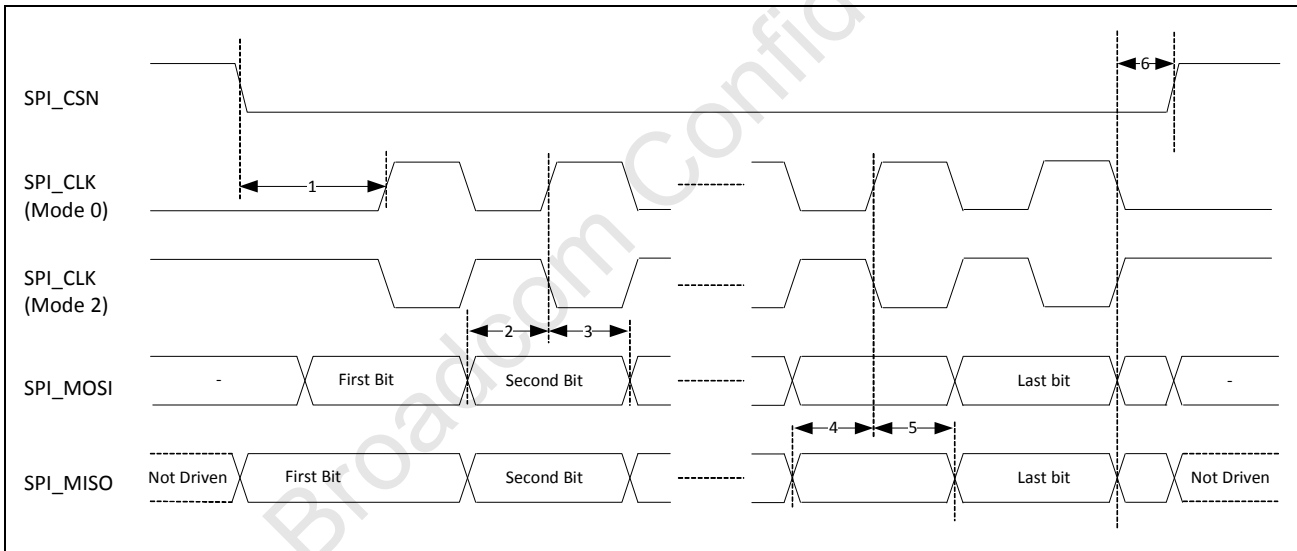 6
SPI_CSN
SPI_CLK
(Mode 0)
1
SPI_CLK
(Mode 2)
2
3
SPI_MOSI
-
First Bit
Second Bit
Last bit
-
4
5
SPI_MISO
Not Driven
First Bit
Second Bit
Last bit
Not Driven
Broadcom Confid